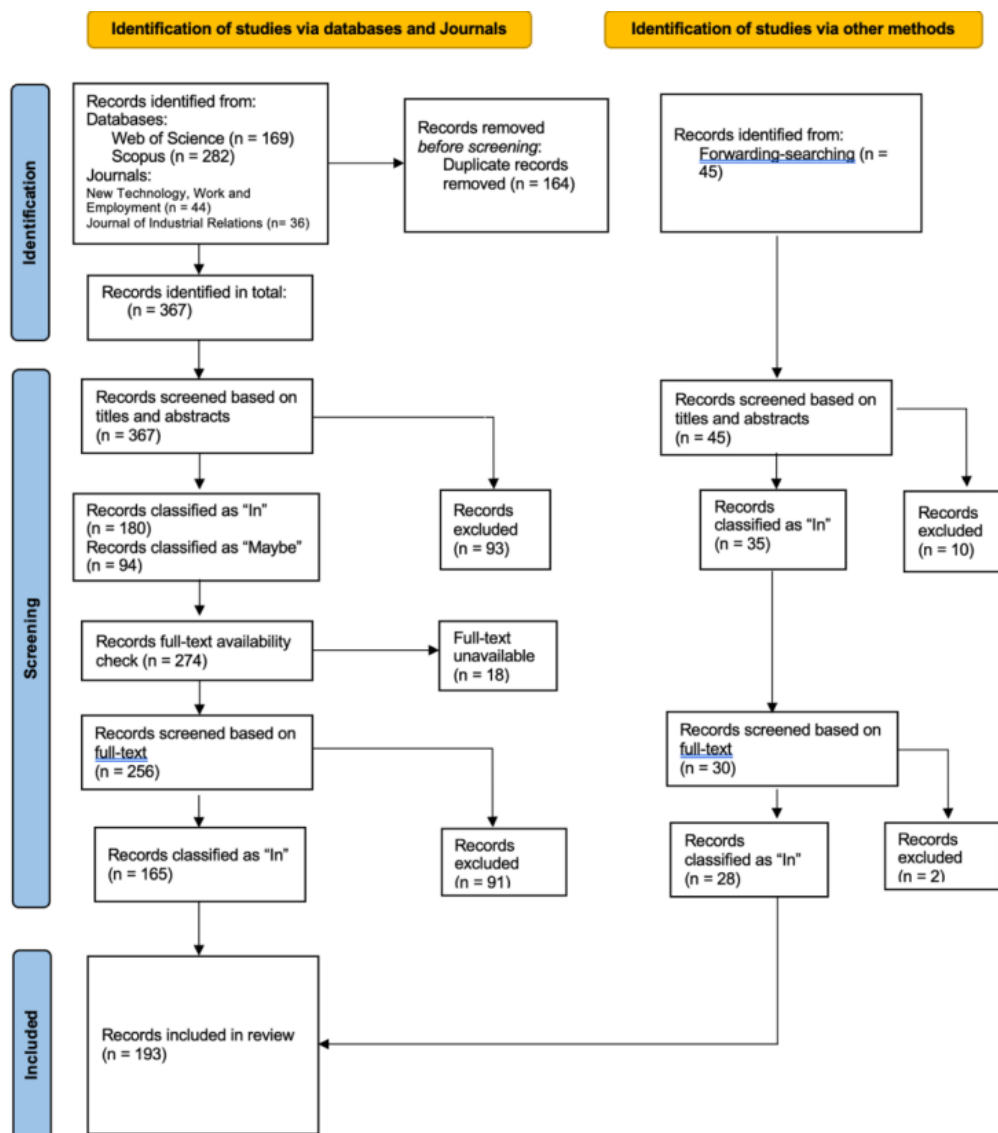 Identification of studies via databases and Journals
Identification of studies via other methods
Identification
Records identified from:
Databases:
Web of Science (n = 169)
Scopus (n = 282)
Journals:
New Technology, Work and
Employment (n = 44)
Journal of Industrial Relations (n= 36)
Records removed
before screening:
Duplicate records
removed (n = 164)
Records identified from:
Forwarding-searching (n =
45)
Records identified in total:
(n = 367)
Screening
Records screened based on
titles and abstracts
(n = 367)
Records excluded
(n = 93)
Records screened based on
titles and abstracts
(n = 45)
Records classified as “In”
(n = 180)
Records classified as “Maybe”
(n = 94)
Records
classified as “In”
(n = 35)
Records
excluded
(n = 10)
Records full-text availability
check (n = 274)
Full-text
unavailable
(n = 18)
Records screened based on
full-text
(n = 256)
Records screened based on
full-text
(n = 30)
Records classified as “In”
(n = 165)
Records
excluded
(n = 91)
Records
classified as “In”
(n = 28)
Records
excluded
(n = 2)
Included
Records included in review
(n = 193)